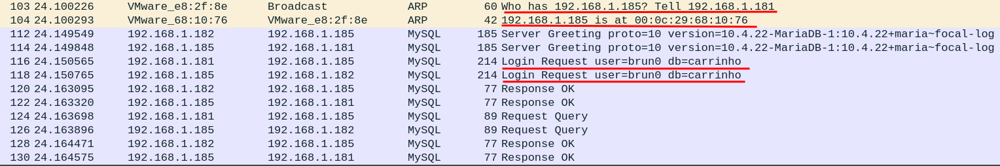 103 24.100226 VMware_e8:2f:8e Broadcast ARP 60 Who has 192.168.1.185? Tell 192.168.1.181
104 24.100293 VMware_68:10:76 VMware_e8:2f:8e ARP 42 192.168.1.185 is at 00:0c:29:68:10:76
112 24.149549 192.168.1.182 192.168.1.185 MySQL 185 Server Greeting proto=10 version=10.4.22-MariaDB-1:10.4.22+maria~focal-log
114 24.149848 192.168.1.185 192.168.1.181 MySQL 185 Server Greeting proto=10 version=10.4.22-MariaDB-1:10.4.22+maria~focal-log
116 24.150565 192.168.1.181 192.168.1.185 MySQL 214 Login Request user=brun0 db=carrinho
118 24.150765 192.168.1.185 192.168.1.182 MySQL 214 Login Request user=brun0 db=carrinho
120 24.163095 192.168.1.182 192.168.1.185 MySQL 77 Response OK
122 24.163320 192.168.1.185 192.168.1.181 MySQL 77 Response OK
124 24.163698 192.168.1.181 192.168.1.185 MySQL 89 Request Query
126 24.163896 192.168.1.185 192.168.1.182 MySQL 89 Request Query
128 24.164471 192.168.1.182 192.168.1.185 MySQL 77 Response OK
130 24.164575 192.168.1.185 192.168.1.181 MySQL 77 Response OK